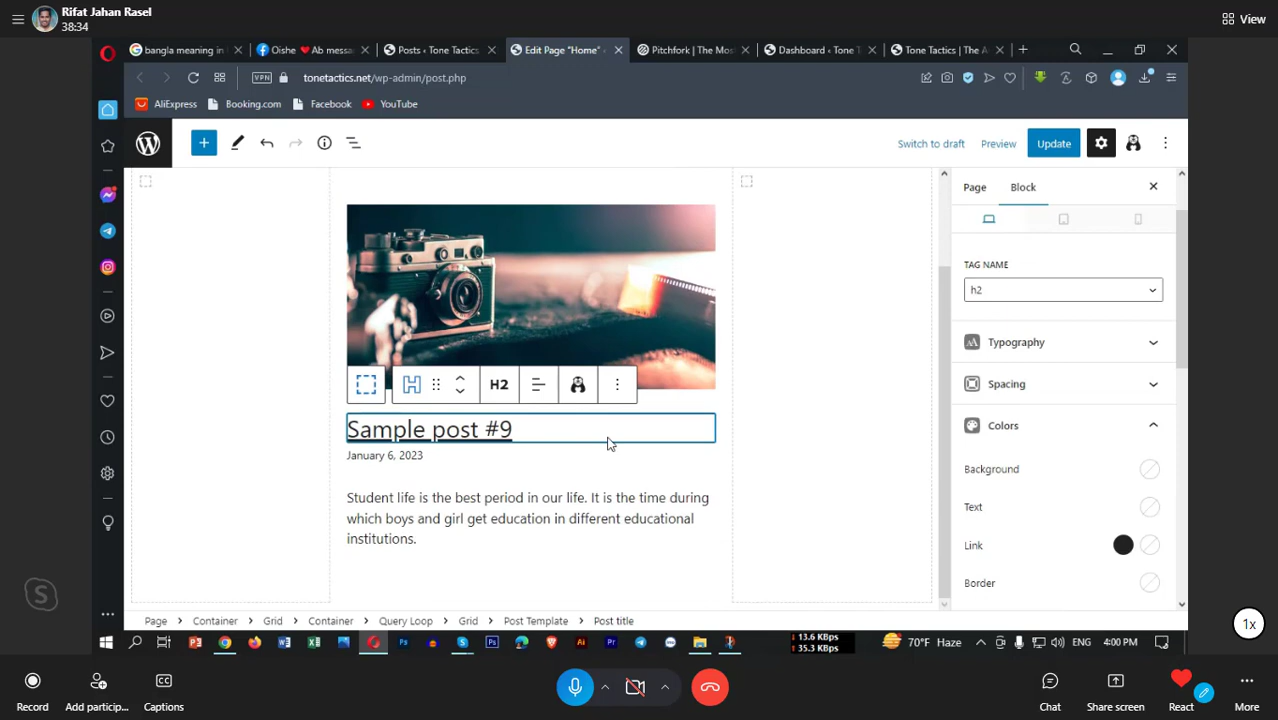 Rifat Jahan Rasel
38:34
View
bangla meaning in
Oishe ❤ Ab messa
Posts ‹ Tone Tactics
Edit Page "Home" ‹
Pitchfork | The Mos
Dashboard ‹ Tone T
Tone Tactics | The A
VPN
tonetactics.net/wp-admin/post.php
AliExpress
Booking.com
Facebook
YouTube
Switch to draft
Preview
Update
Page
Block
TAG NAME
h2
Typography
Spacing
Colors
Background
Text
Link
Border
H2
Sample post #9
January 6, 2023
Student life is the best period in our life. It is the time during
which boys and girl get education in different educational
institutions.
Page > Container > Grid > Container > Query Loop > Grid > Post Template > Post title
1x
13.6 KBps
35.3 KBps
70°F Haze
ENG
4:00 PM
Record
Add particip...
Captions
Chat
Share screen
React
More